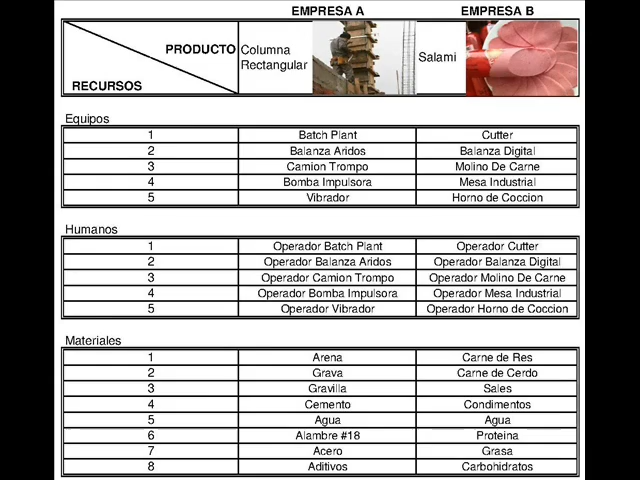 EMPRESA A EMPRESA B
PRODUCTO Columna Rectangular Salami
RECURSOS
Equipos
1 Batch Plant Cutter
2 Balanza Aridos Balanza Digital
3 Camion Trompo Molino De Carne
4 Bomba Impulsora Mesa Industrial
5 Vibrador Horno de Coccion
Humanos
1 Operador Batch Plant Operador Cutter
2 Operador Balanza Aridos Operador Balanza Digital
3 Operador Camion Trompo Operador Molino De Carne
4 Operador Bomba Impulsora Operador Mesa Industrial
5 Operador Vibrador Operador Horno de Coccion
Materiales
1 Arena Carne de Res
2 Grava Carne de Cerdo
3 Gravilla Sales
4 Cemento Condimentos
5 Agua Agua
6 Alambre #18 Proteina
7 Acero Grasa
8 Aditivos Carbohidratos